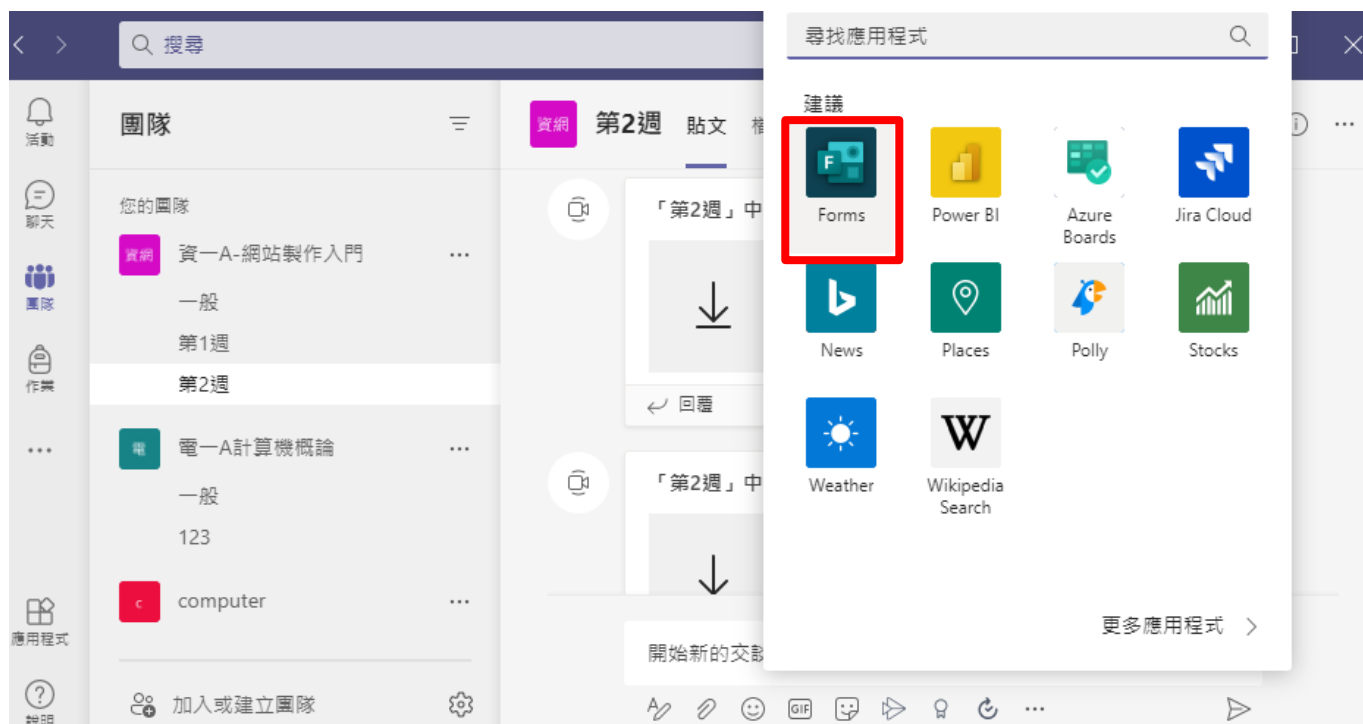 搜尋
尋找應用程式
活動
聊天
團隊
作業
應用程式
說明
團隊
您的團隊
資網 資一A-網站製作入門
一般
第1週
第2週
電 電一A計算機概論
一般
123
c computer
加入或建立團隊
資網 第2週 貼文
「第2週」中
回覆
「第2週」中
開始新的交談
GIF
建議
F Forms
Power BI
Azure
Boards
Jira Cloud
News
Places
Polly
Stocks
Weather
W Wikipedia
Search
更多應用程式